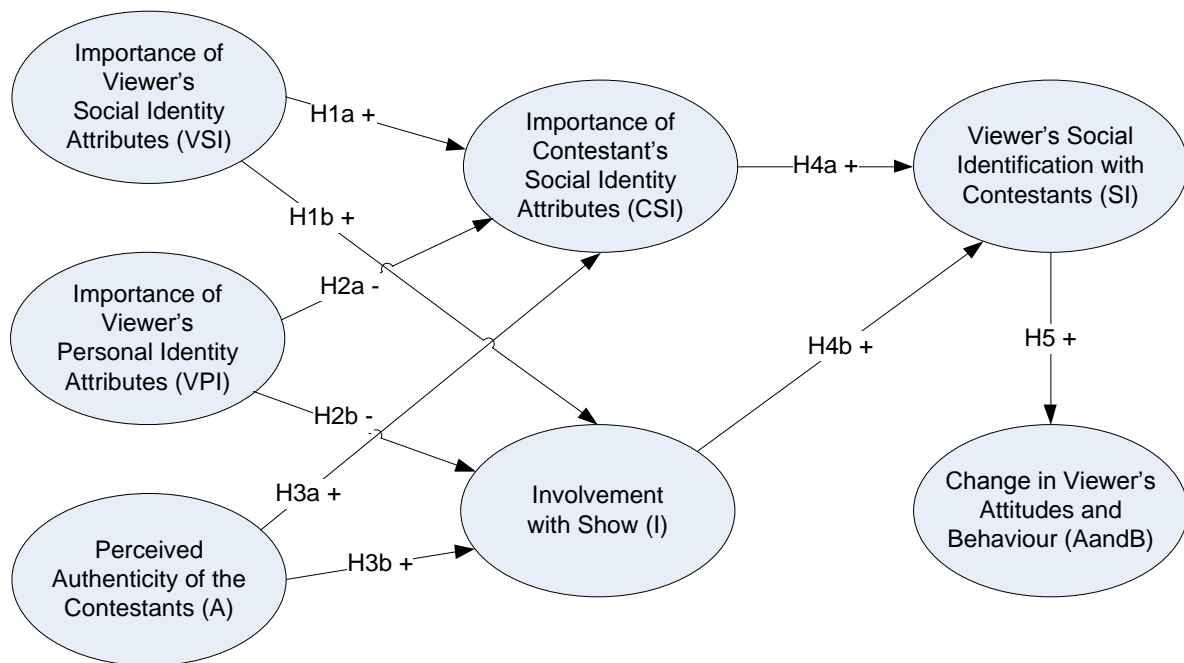 Importance of
Viewer's
Social Identity
Attributes (VSI)
H1a +
H1b +
Importance of
Contestant's
Social Identity
Attributes (CSI)
H4a +
Viewer's Social
Identification with
Contestants (SI)
Importance of
Viewer's
Personal Identity
Attributes (VPI)
H2a -
H2b -
H4b +
H5 +
Perceived
Authenticity of the
Contestants (A)
H3a +
H3b +
Involvement
with Show (I)
Change in Viewer's
Attitudes and
Behaviour (AandB)